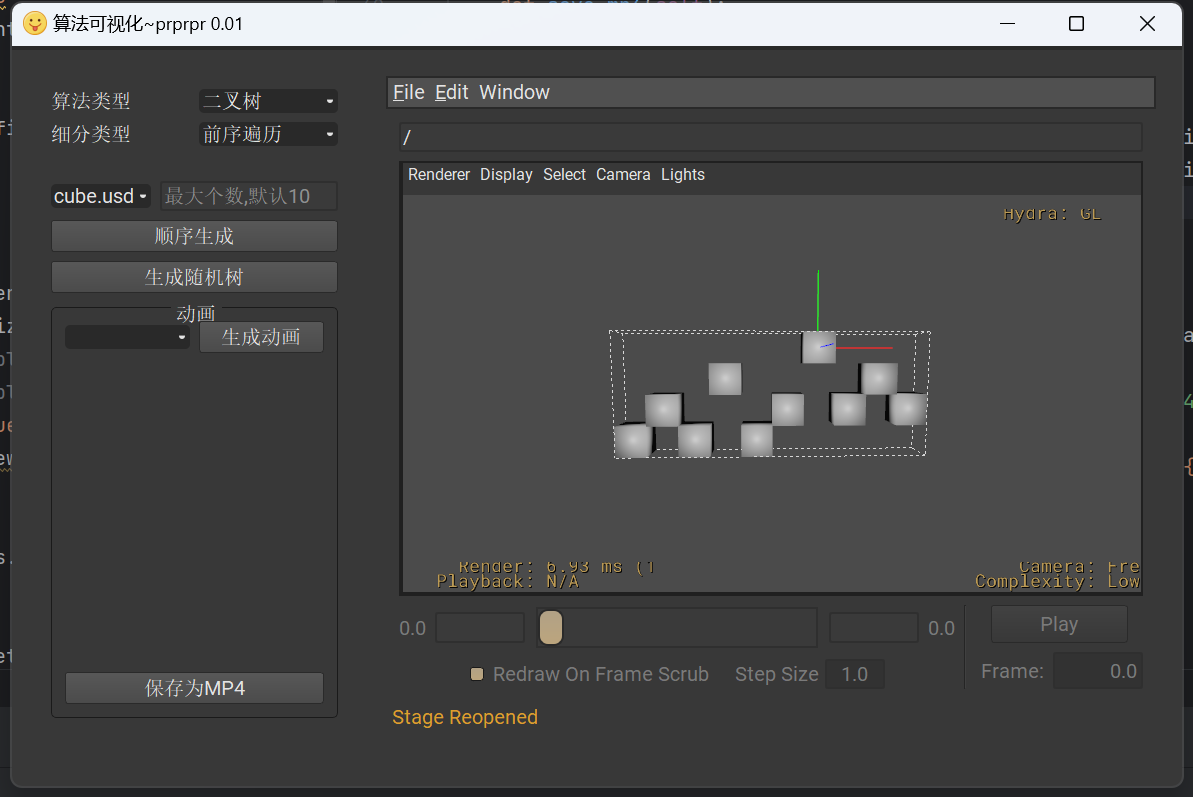 算法可视化~prprpr 0.01
算法类型 二叉树
细分类型 前序遍历
cube.usd 最大个数,默认10
顺序生成
生成随机树
动画
生成动画
保存为MP4
File Edit Window
/
Renderer Display Select Camera Lights
Hydra: GL
Render: 6.93 ms (1
Playback: N/A
Camera: Fre
Complexity: Low
0.0 0.0 Play
Redraw On Frame Scrub Step Size 1.0 Frame: 0.0
Stage Reopened